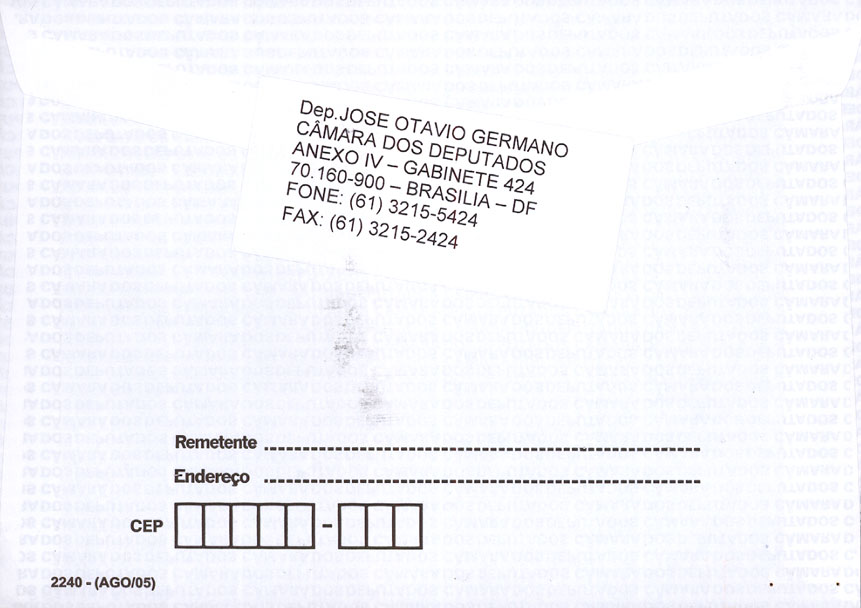 Dep.JOSE OTAVIO GERMANO
CÂMARA DOS DEPUTADOS
ANEXO IV – GABINETE 424
70.160-900 – BRASILIA – DF
FONE: (61) 3215-5424
FAX: (61) 3215-2424
Remetente
Endereço
CEP -
2240 - (AGO/05)